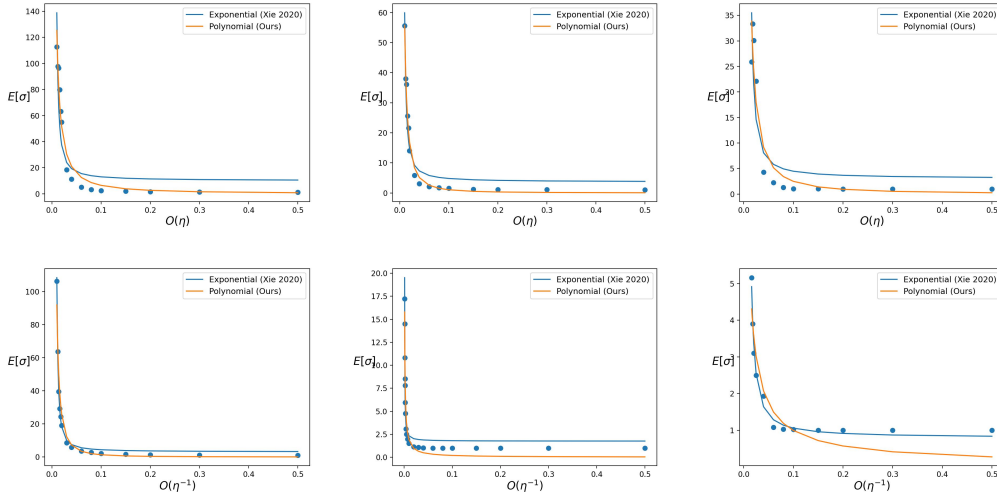 140
120
100
80
60
40
20
0
E[σ]
Exponential (Xie 2020)
Polynomial (Ours)
0.0 0.1 0.2 0.3 0.4 0.5
O(η)
60
50
40
30
20
10
0
E[σ]
Exponential (Xie 2020)
Polynomial (Ours)
0.0 0.1 0.2 0.3 0.4 0.5
O(η)
35
30
25
20
15
10
5
0
E[σ]
Exponential (Xie 2020)
Polynomial (Ours)
0.0 0.1 0.2 0.3 0.4 0.5
O(η)
100
80
60
40
20
0
E[σ]
Exponential (Xie 2020)
Polynomial (Ours)
0.0 0.1 0.2 0.3 0.4 0.5
O(η⁻¹)
20.0
17.5
15.0
12.5
10.0
7.5
5.0
2.5
0.0
E[σ]
Exponential (Xie 2020)
Polynomial (Ours)
0.0 0.1 0.2 0.3 0.4 0.5
O(η⁻¹)
5
4
3
2
1
E[σ]
Exponential (Xie 2020)
Polynomial (Ours)
0.0 0.1 0.2 0.3 0.4 0.5
O(η⁻¹)